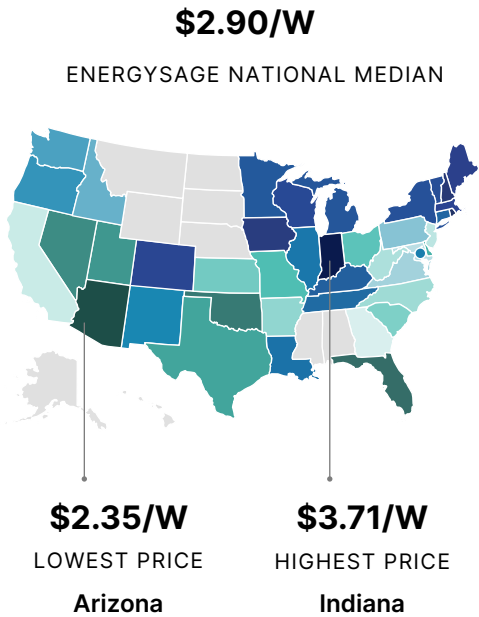 $2.90/W
ENERGYSAGE NATIONAL MEDIAN
$2.35/W
LOWEST PRICE
Arizona
$3.71/W
HIGHEST PRICE
Indiana